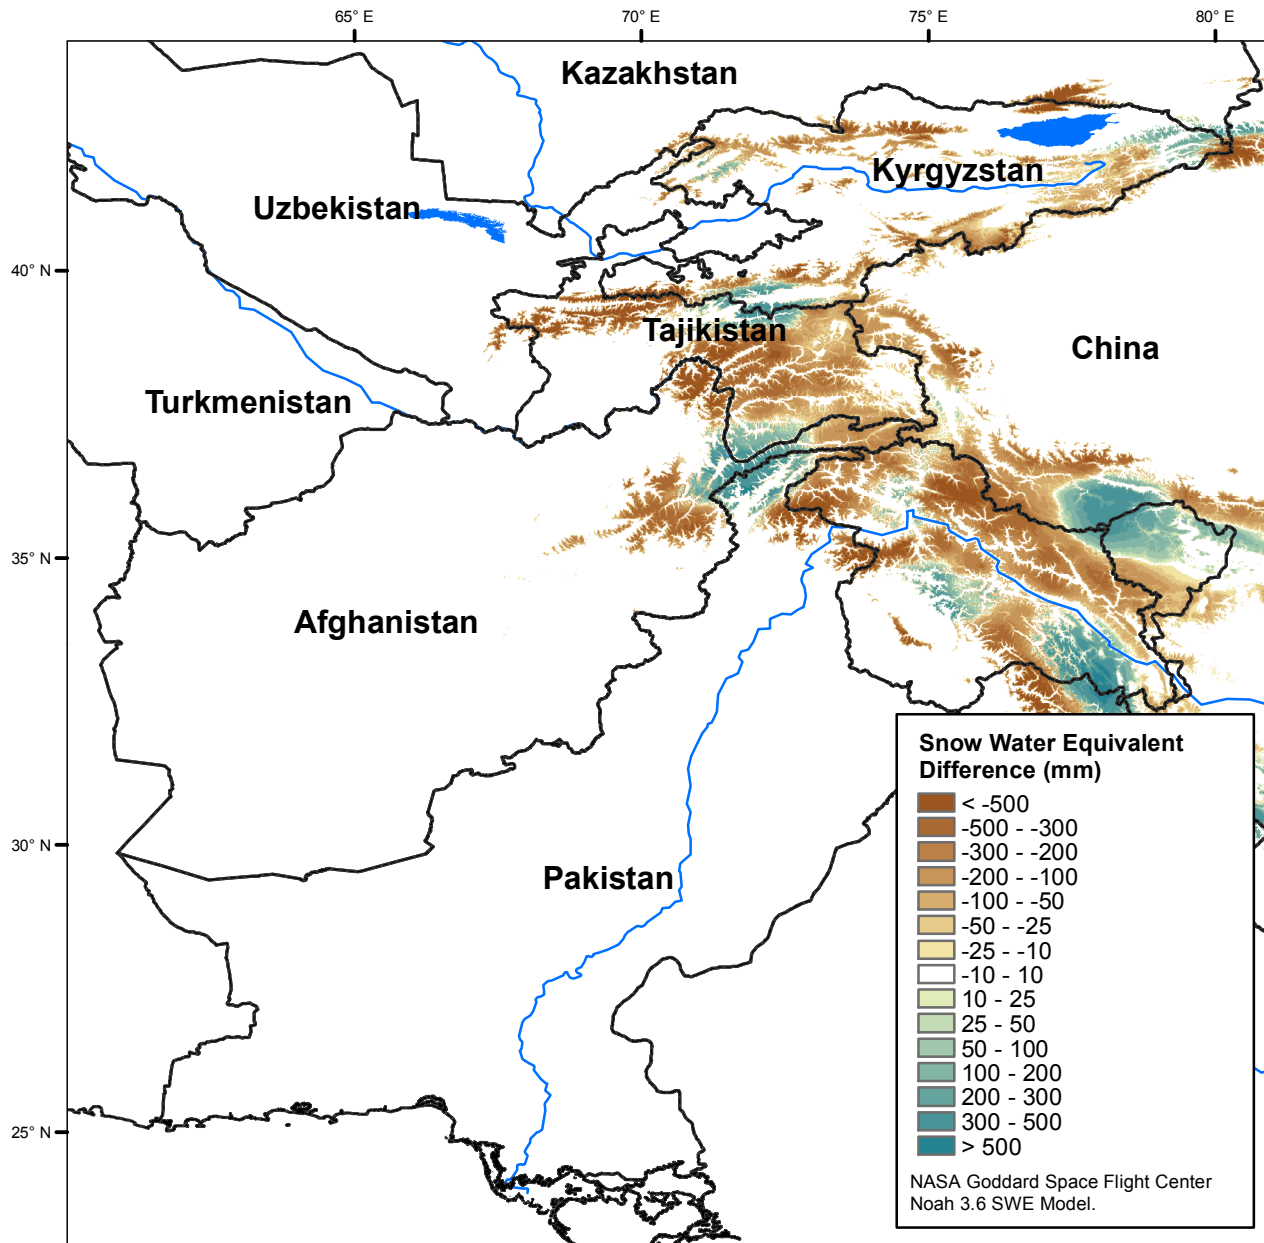 65° E
70° E
75° E
80° E
Kazakhstan
Kyrgyzstan
Uzbekistan
40° N
Tajikistan
China
Turkmenistan
35° N
Afghanistan
Snow Water Equivalent
Difference (mm)
< -500
-500 - -300
-300 - -200
-200 - -100
-100 - -50
-50 - -25
-25 - -10
-10 - 10
10 - 25
25 - 50
50 - 100
100 - 200
200 - 300
300 - 500
> 500
30° N
Pakistan
25° N
NASA Goddard Space Flight Center
Noah 3.6 SWE Model.